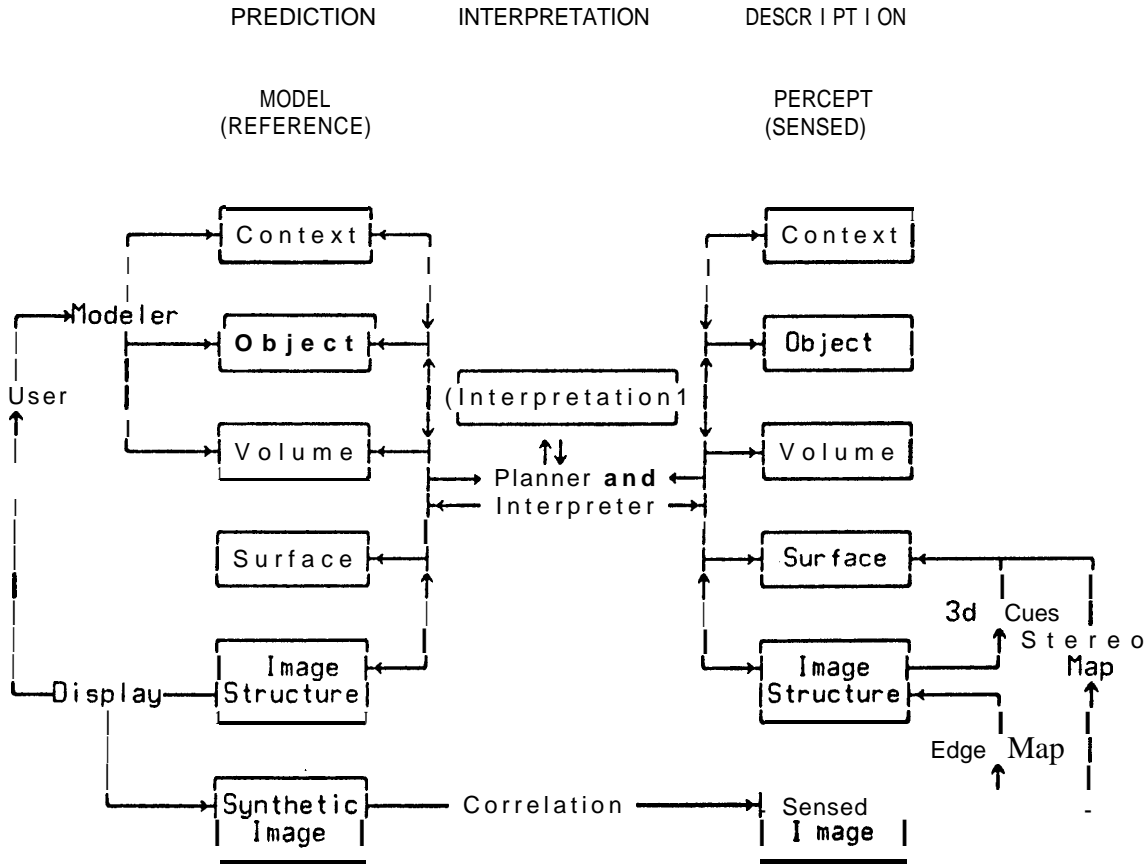 PREDICTION INTERPRETATION DESCRIPTION
MODEL PERCEPT
(REFERENCE) (SENSED)
Context Context
Modeler
Object Object
User (Interpretation1
Volume Volume
Planner and
Interpreter
Surface Surface
3d Cues
Stereo
Image Image Map
Display Structure Structure
Edge Map
Synthetic Correlation Sensed
Image Image